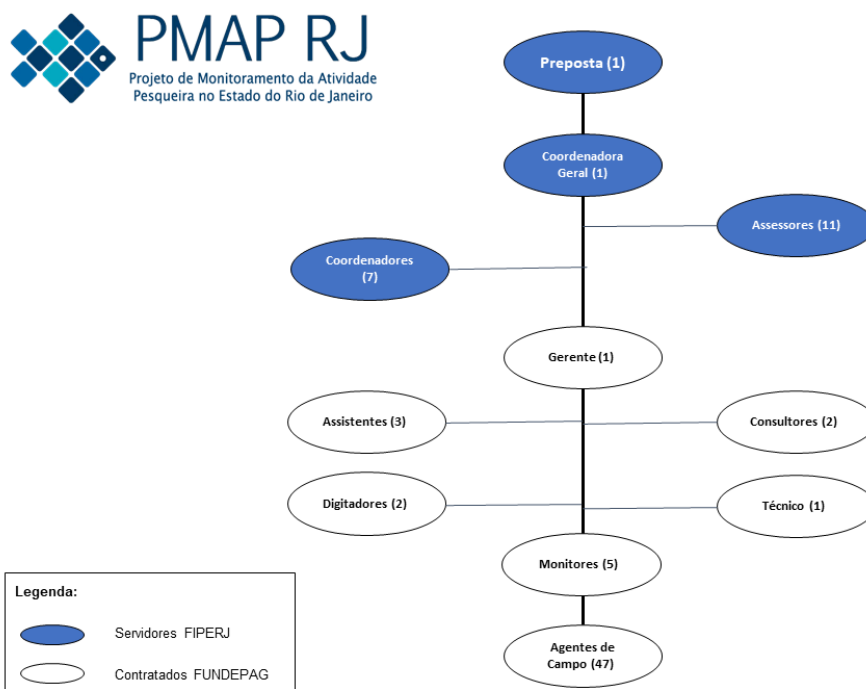 PMAP RJ
Projeto de Monitoramento da Atividade
Pesqueira no Estado do Rio de Janeiro
Preposta (1)
Coordenadora
Geral (1)
Assessores (11)
Coordenadores
(7)
Gerente (1)
Assistentes (3)
Consultores (2)
Digitadores (2)
Técnico (1)
Monitores (5)
Agentes de
Campo (47)
Legenda:
Servidores FIPERJ
Contratados FUNDEPAG